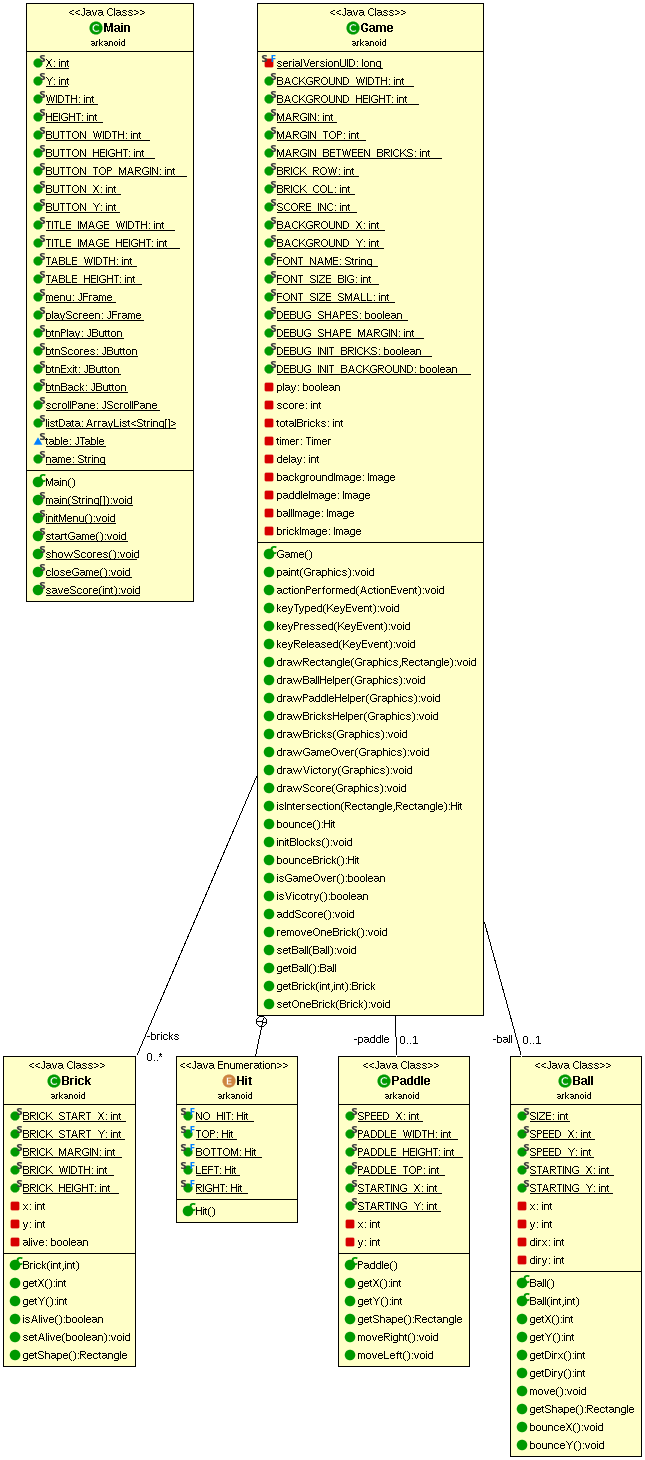 <<Java Class>>
Main
arkanoid
X: int
Y: int
WIDTH: int
HEIGHT: int
BUTTON_WIDTH: int
BUTTON_HEIGHT: int
BUTTON_TOP_MARGIN: int
BUTTON_X: int
BUTTON_Y: int
TITLE_IMAGE_WIDTH: int
TITLE_IMAGE_HEIGHT: int
TABLE_WIDTH: int
TABLE_HEIGHT: int
menu: JFrame
playScreen: JFrame
btnPlay: JButton
btnScores: JButton
btnExit: JButton
btnBack: JButton
scrollPane: JScrollPane
listData: ArrayList<String[]>
table: JTable
name: String
Main()
main(String[]):void
initMenu():void
startGame():void
showScores():void
closeGame():void
saveScore(int):void
<<Java Class>>
Game
arkanoid
serialVersionUID: long
BACKGROUND_WIDTH: int
BACKGROUND_HEIGHT: int
MARGIN: int
MARGIN_TOP: int
MARGIN_BETWEEN_BRICKS: int
BRICK_ROW: int
BRICK_COL: int
SCORE_INC: int
BACKGROUND_X: int
BACKGROUND_Y: int
FONT_NAME: String
FONT_SIZE_BIG: int
FONT_SIZE_SMALL: int
DEBUG_SHAPES: boolean
DEBUG_SHAPE_MARGIN: int
DEBUG_INIT_BRICKS: boolean
DEBUG_INIT_BACKGROUND: boolean
play: boolean
score: int
totalBricks: int
timer: Timer
delay: int
backgroundImage: Image
paddleImage: Image
ballImage: Image
brickImage: Image
Game()
paint(Graphics):void
actionPerformed(ActionEvent):void
keyTyped(KeyEvent):void
keyPressed(KeyEvent):void
keyReleased(KeyEvent):void
drawRectangle(Graphics,Rectangle):void
drawBallHelper(Graphics):void
drawPaddleHelper(Graphics):void
drawBricksHelper(Graphics):void
drawBricks(Graphics):void
drawGameOver(Graphics):void
drawVictory(Graphics):void
drawScore(Graphics):void
isIntersection(Rectangle,Rectangle):Hit
bounce():Hit
initBlocks():void
bounceBrick():Hit
isGameOver():boolean
isVicotry():boolean
addScore():void
removeOneBrick():void
setBall(Ball):void
getBall():Ball
getBrick(int,int):Brick
setOneBrick(Brick):void
-bricks
0..*
-paddle 0..1
-ball 0..1
<<Java Class>>
Brick
arkanoid
BRICK_START_X: int
BRICK_START_Y: int
BRICK_MARGIN: int
BRICK_WIDTH: int
BRICK_HEIGHT: int
x: int
y: int
alive: boolean
Brick(int,int)
getX():int
getY():int
isAlive():boolean
setAlive(boolean):void
getShape():Rectangle
<<Java Enumeration>>
Hit
arkanoid
NO_HIT: Hit
TOP: Hit
BOTTOM: Hit
LEFT: Hit
RIGHT: Hit
Hit()
<<Java Class>>
Paddle
arkanoid
SPEED_X: int
PADDLE_WIDTH: int
PADDLE_HEIGHT: int
PADDLE_TOP: int
STARTING_X: int
STARTING_Y: int
x: int
y: int
Paddle()
getX():int
getY():int
getShape():Rectangle
moveRight():void
moveLeft():void
<<Java Class>>
Ball
arkanoid
SIZE: int
SPEED_X: int
SPEED_Y: int
STARTING_X: int
STARTING_Y: int
x: int
y: int
dirx: int
diry: int
Ball()
Ball(int,int)
getX():int
getY():int
getDirx():int
getDiry():int
move():void
getShape():Rectangle
bounceX():void
bounceY():void